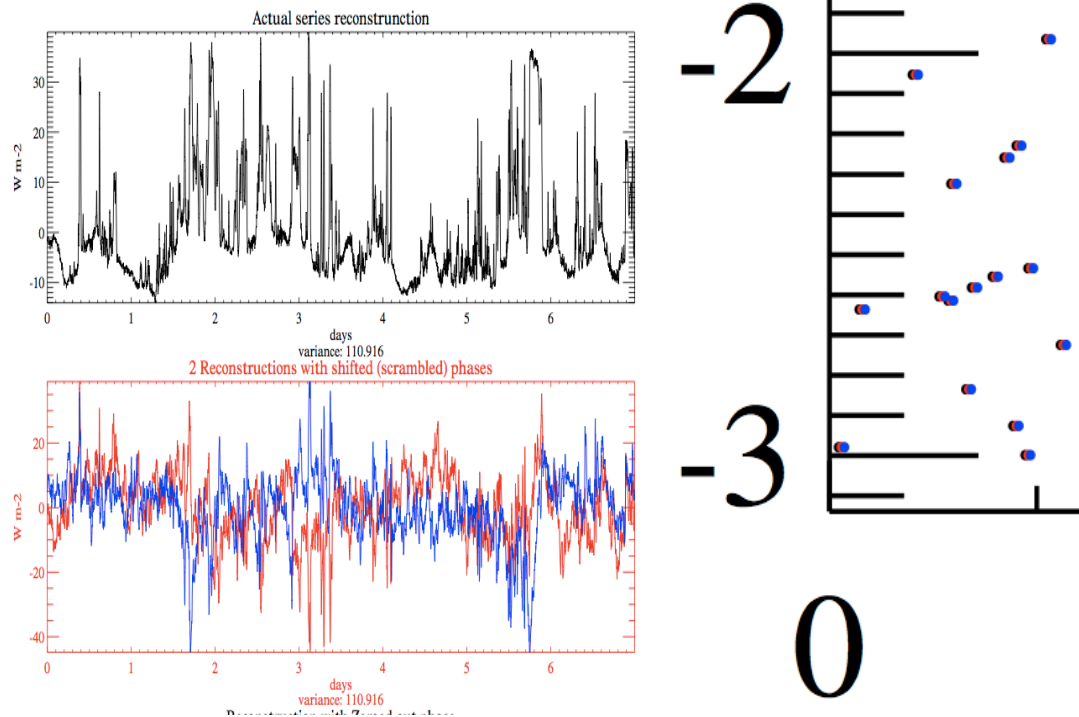 Actual series reconstrunction
30
20
10
0
-10
W m-2
0 1 2 3 4 5 6
days
variance: 110.916
2 Reconstructions with shifted (scrambled) phases
20
0
-20
-40
W m-2
0 1 2 3 4 5 6
days
variance: 110.916
-2
-3
0